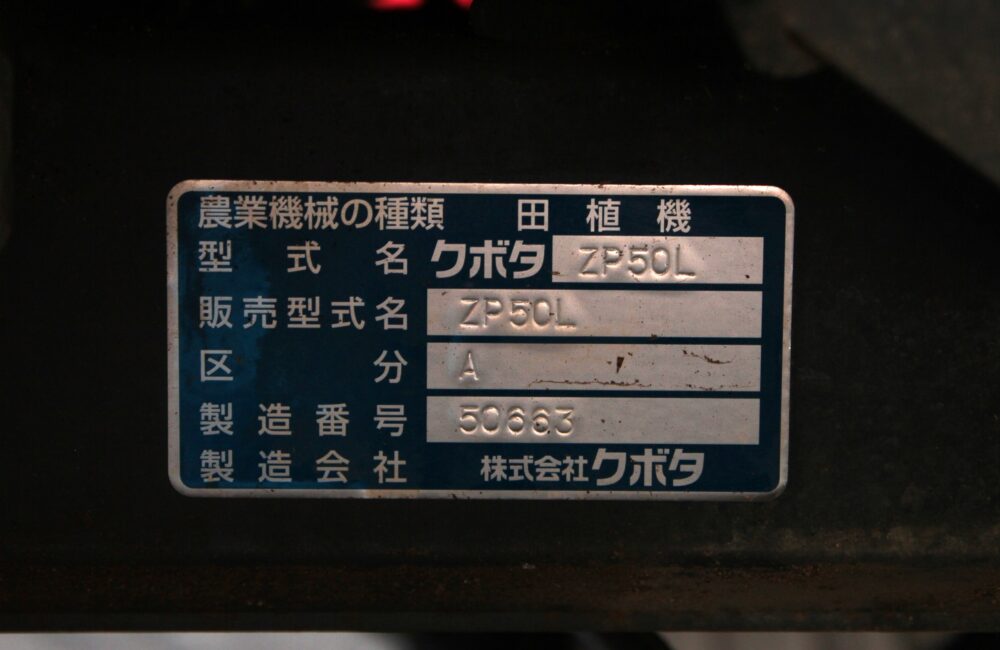 農業機械の種類 田植機
型式名 クボタ ZP50L
販売型式名 ZP50L
区分 A
製造番号 50663
製造会社 株式会社クボタ